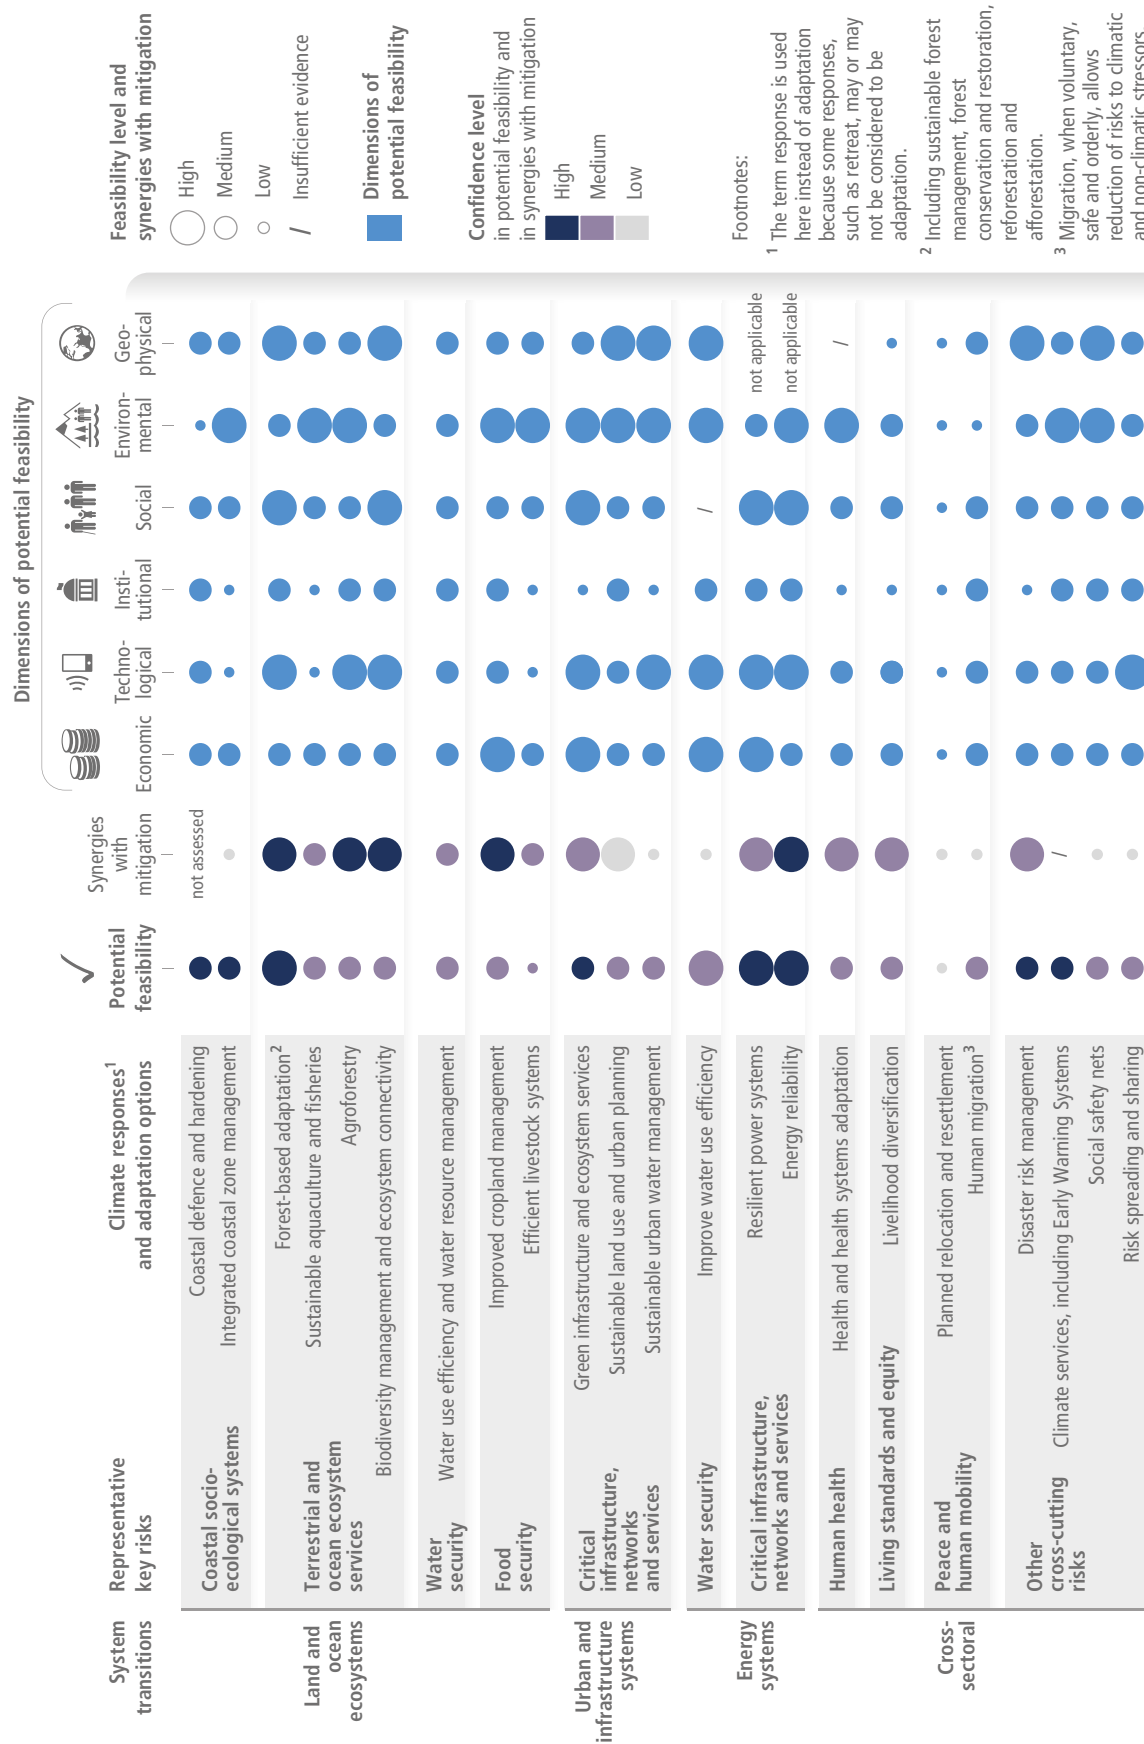 Dimensions of potential feasibility
System
transitions
Representative
key risks
Climate responses¹
and adaptation options
Potential
feasibility
Synergies
with
mitigation
Economic
Techno-
logical
Insti-
tutional
Social
Environ-
mental
Geo-
physical
Land and
ocean
ecosystems
Coastal socio-
ecological systems
Coastal defence and hardening
not assessed
Integrated coastal zone management
Terrestrial and
ocean ecosystem
services
Forest-based adaptation²
Sustainable aquaculture and fisheries
Agroforestry
Biodiversity management and ecosystem connectivity
Water
security
Water use efficiency and water resource management
Food
security
Improved cropland management
Efficient livestock systems
Urban and
infrastructure
systems
Critical
infrastructure,
networks
and services
Green infrastructure and ecosystem services
Sustainable land use and urban planning
Sustainable urban water management
Water security
Improve water use efficiency
/
Energy
systems
Critical infrastructure,
networks and services
Resilient power systems
not applicable
Energy reliability
not applicable
Cross-
sectoral
Human health
Health and health systems adaptation
/
Living standards and equity
Livelihood diversification
Peace and
human mobility
Planned relocation and resettlement
Human migration³
Other
cross-cutting
risks
Disaster risk management
Climate services, including Early Warning Systems
/
Social safety nets
Risk spreading and sharing
Feasibility level and
synergies with mitigation
High
Medium
Low
/ Insufficient evidence
Dimensions of
potential feasibility
Confidence level
in potential feasibility and
in synergies with mitigation
High
Medium
Low
Footnotes:
¹ The term response is used
here instead of adaptation
because some responses,
such as retreat, may or may
not be considered to be
adaptation.
² Including sustainable forest
management, forest
conservation and restoration,
reforestation and
afforestation.
³ Migration, when voluntary,
safe and orderly, allows
reduction of risks to climatic
and non-climatic stressors.